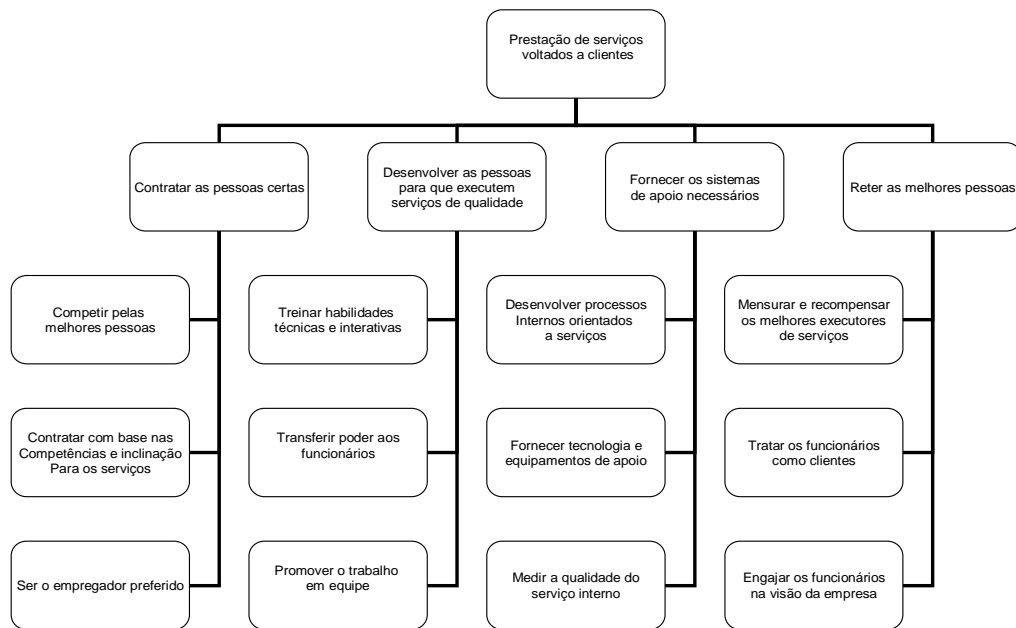 Prestação de serviços
voltados a clientes
Contratar as pessoas certas
Desenvolver as pessoas
para que executem
serviços de qualidade
Fornecer os sistemas
de apoio necessários
Reter as melhores pessoas
Competir pelas
melhores pessoas
Treinar habilidades
técnicas e interativas
Desenvolver processos
Internos orientados
a serviços
Mensurar e recompensar
os melhores executores
de serviços
Contratar com base nas
Competências e inclinação
Para os serviços
Transferir poder aos
funcionários
Fornecer tecnologia e
equipamentos de apoio
Tratar os funcionários
como clientes
Ser o empregador preferido
Promover o trabalho
em equipe
Medir a qualidade do
serviço interno
Engajar os funcionários
na visão da empresa